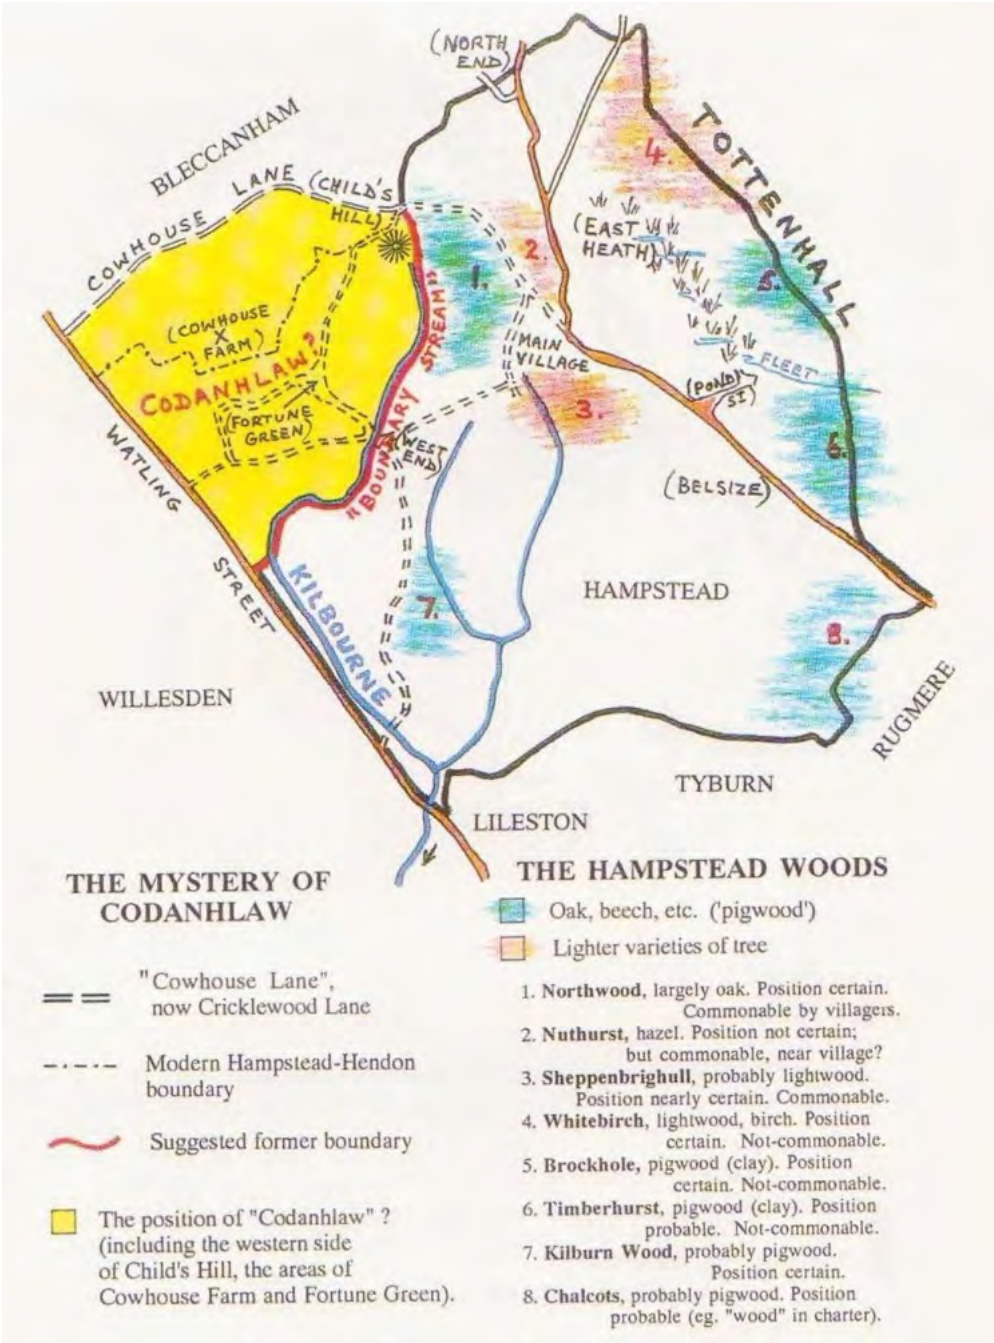 (NORTH
END)
BLECCANHAM
TOTTENHALL
COWHOUSE LANE (CHILD'S
HILL)
4.
(EAST
HEATH)
1.
2.
5.
"BOUNDARY STREAM"
(COWHOUSE
X
FARM)
CODANHLAW?
MAIN
VILLAGE
FLEET
(POND
ST)
3.
(FORTUNE
GREEN)
(WEST
END)
6.
WATLING STREET
(BELSIZE)
KILBOURNE
HAMPSTEAD
7.
8.
WILLESDEN
RUGMERE
TYBURN
LILESTON
THE MYSTERY OF
CODANHLAW
"Cowhouse Lane",
now Cricklewood Lane
Modern Hampstead-Hendon
boundary
Suggested former boundary
The position of "Codanhlaw" ?
(including the western side
of Child's Hill, the areas of
Cowhouse Farm and Fortune Green).
THE HAMPSTEAD WOODS
Oak, beech, etc. ('pigwood')
Lighter varieties of tree
1. Northwood, largely oak. Position certain.
Commonable by villagers.
2. Nuthurst, hazel. Position not certain;
but commonable, near village?
3. Sheppenbrighull, probably lightwood.
Position nearly certain. Commonable.
4. Whitebirch, lightwood, birch. Position
certain. Not-commonable.
5. Brockhole, pigwood (clay). Position
certain. Not-commonable.
6. Timberhurst, pigwood (clay). Position
probable. Not-commonable.
7. Kilburn Wood, probably pigwood.
Position certain.
8. Chalcots, probably pigwood. Position
probable (eg. "wood" in charter).